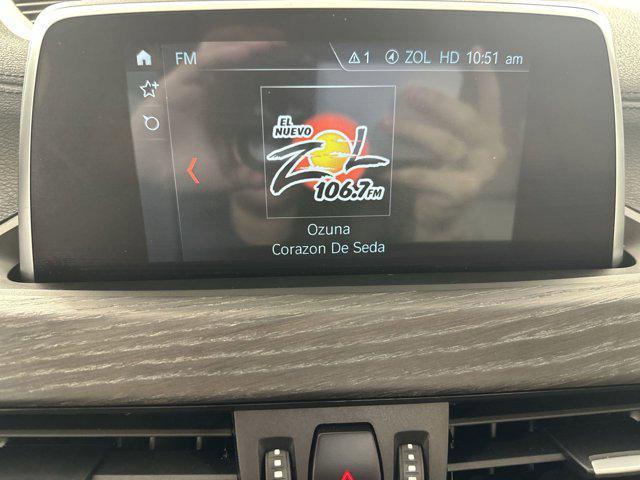 FM
1 ZOL HD 10:51 am
EL
NUEVO
ZOL
106.7FM
Ozuna
Corazon De Seda